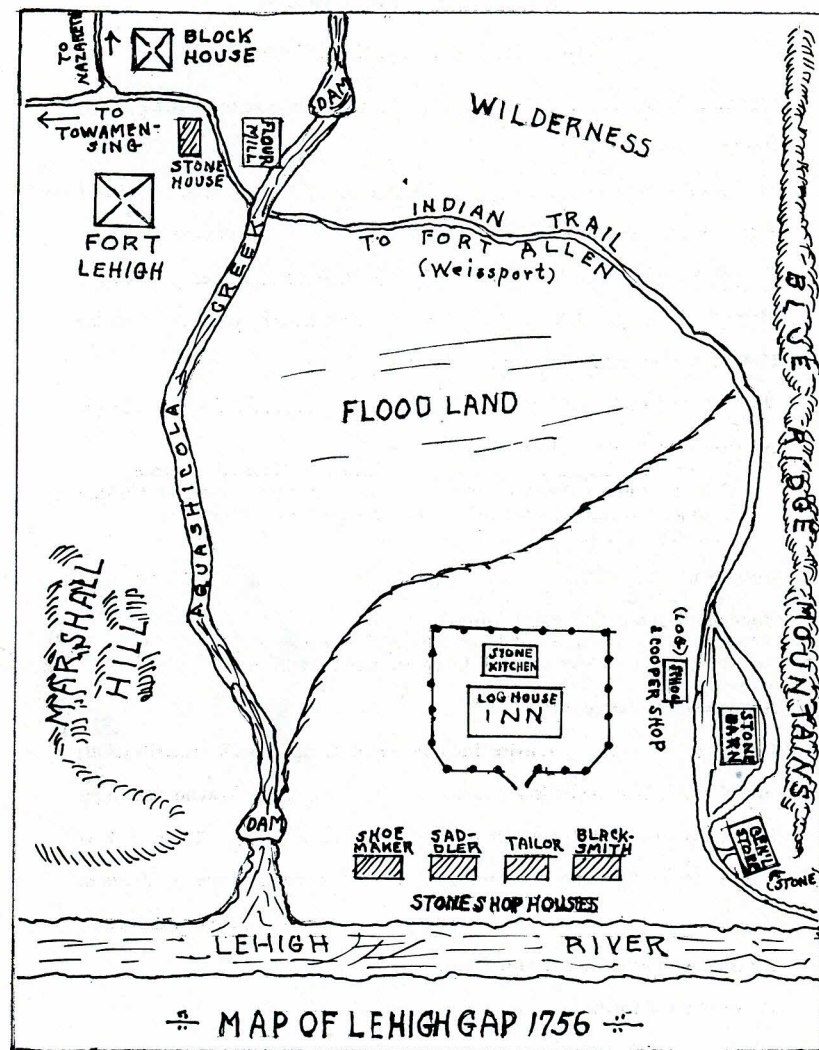 BLOCK
HOUSE
TO
NAZARETH
DAM
TO
TOWAMEN-
SING
STONE
HOUSE
FLOUR
MILL
WILDERNESS
FORT
LEHIGH
INDIAN TRAIL
TO FORT ALLEN
(Weissport)
AQUASHICOLA CREEK
FLOOD LAND
BLUE RIDGE MOUNTAINS
MARSHALL
HILL
STONE
KITCHEN
LOG HOUSE
INN
(LOG)
& COOPER SHOP
STONE
BARN
DAM
SHOE
MAKER
SAD-
DLER
TAILOR
BLACK-
SMITH
GEN'L
STORE
(STONE)
STONE SHOP HOUSES
LEHIGH RIVER
MAP OF LEHIGH GAP 1756